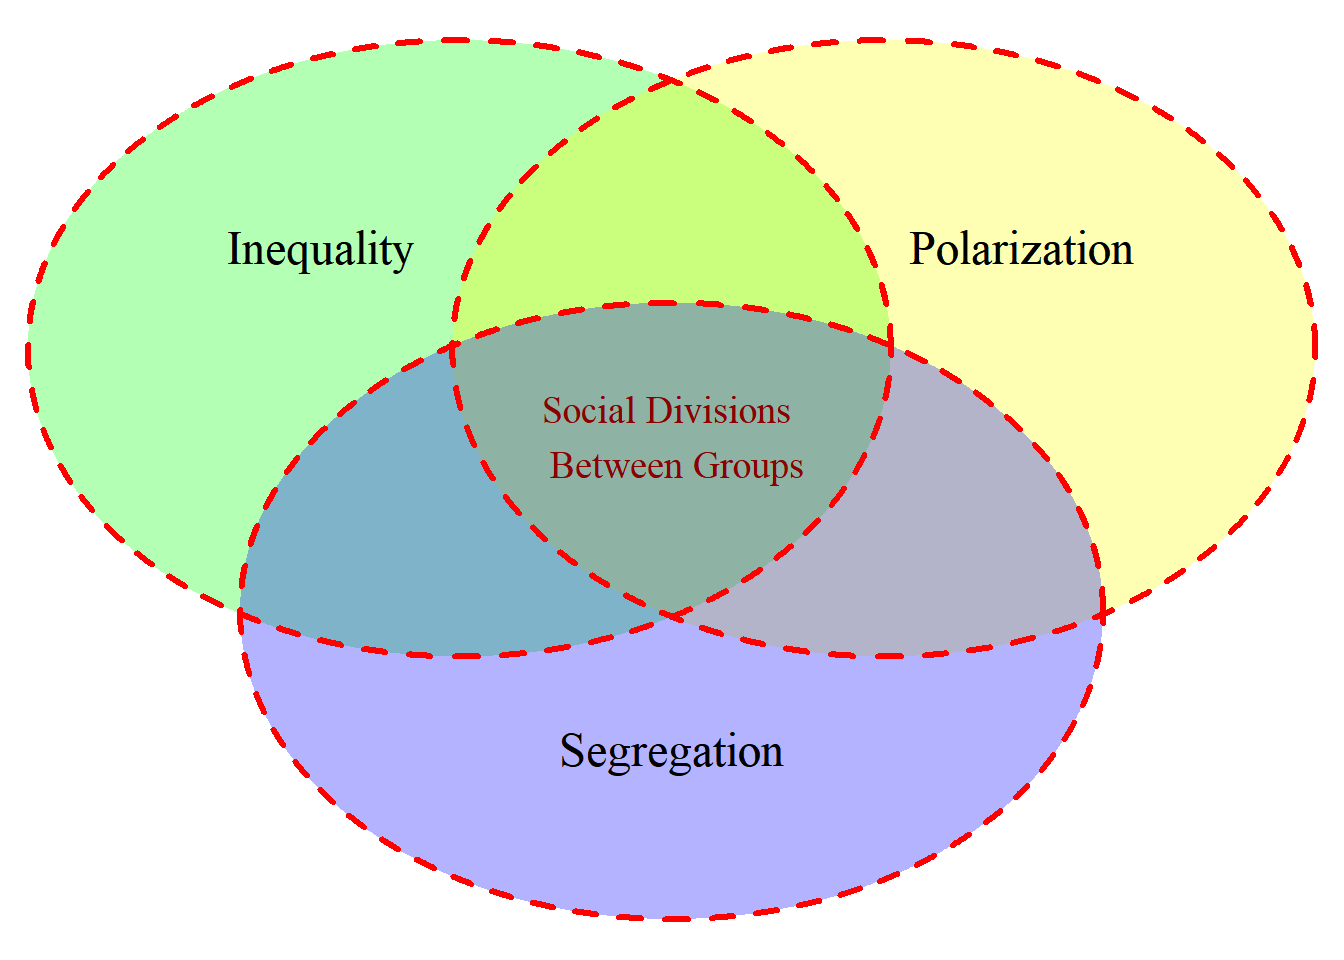 Inequality
Polarization
Social Divisions
Between Groups
Segregation